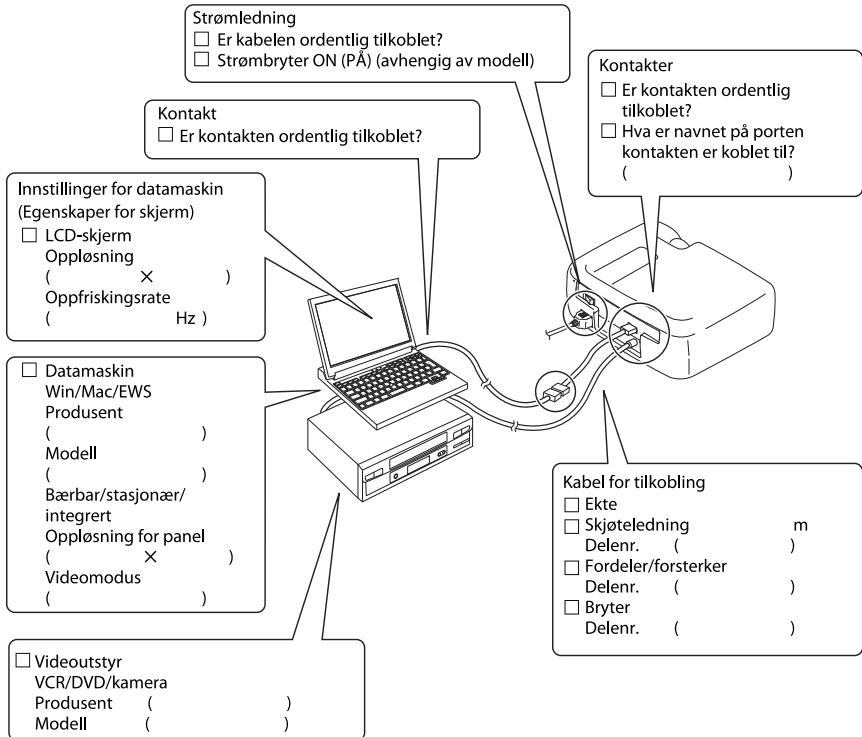 Strømledning
☐ Er kabelen ordentlig tilkoblet?
☐ Strømbryter ON (PÅ) (avhengig av modell)
Kontakter
☐ Er kontakten ordentlig
tilkoblet?
☐ Hva er navnet på porten
kontakten er koblet til?
( )
Kontakt
☐ Er kontakten ordentlig tilkoblet?
Innstillinger for datamaskin
(Egenskaper for skjerm)
☐ LCD-skjerm
Oppløsning
( × )
Oppfriskingsrate
( Hz )
☐ Datamaskin
Win/Mac/EWS
Produsent
( )
Modell
( )
Bærbar/stasjonær/
integrert
Oppløsning for panel
( × )
Videomodus
( )
Kabel for tilkobling
☐ Ekte
☐ Skjøteledning m
Delenr. ( )
☐ Fordeler/forsterker
Delenr. ( )
☐ Bryter
Delenr. ( )
☐ Videoutstyr
VCR/DVD/kamera
Produsent ( )
Modell ( )